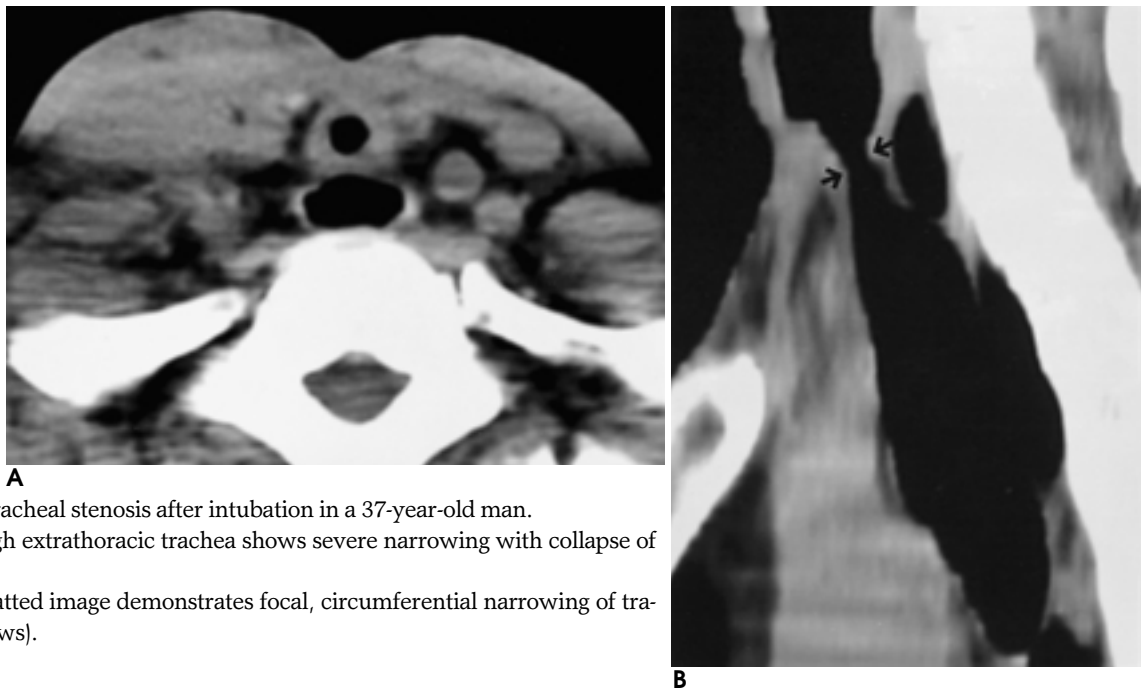 A
racheal stenosis after intubation in a 37-year-old man.
gh extrathoracic trachea shows severe narrowing with collapse of
atted image demonstrates focal, circumferential narrowing of tra-
ws).
B